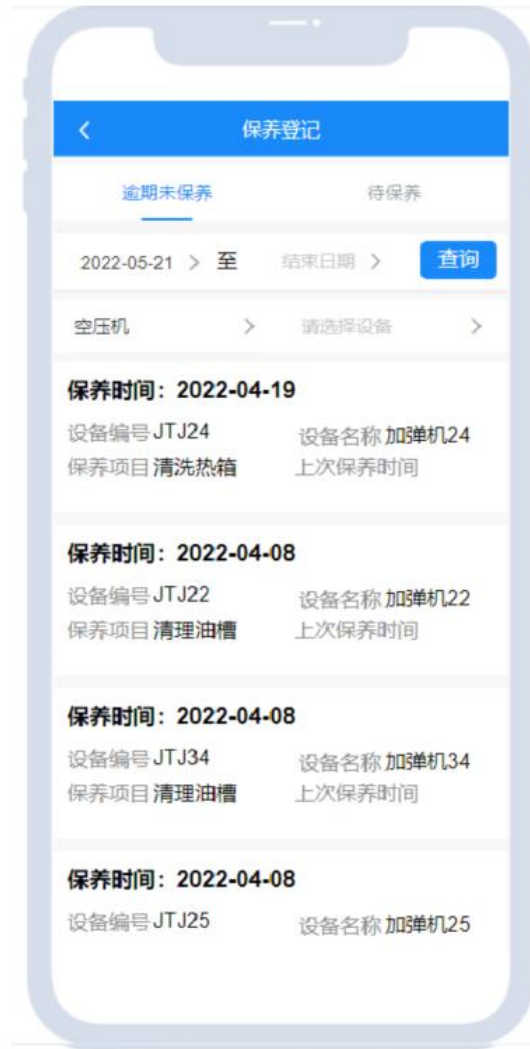 保养登记
逾期未保养 待保养
2022-05-21 > 至 结束日期 > 查询
空压机 > 请选择设备 >
保养时间：2022-04-19
设备编号 JTJ24 设备名称 加弹机24
保养项目 清洗热箱 上次保养时间
保养时间：2022-04-08
设备编号 JTJ22 设备名称 加弹机22
保养项目 清理油槽 上次保养时间
保养时间：2022-04-08
设备编号 JTJ34 设备名称 加弹机34
保养项目 清理油槽 上次保养时间
保养时间：2022-04-08
设备编号 JTJ25 设备名称 加弹机25